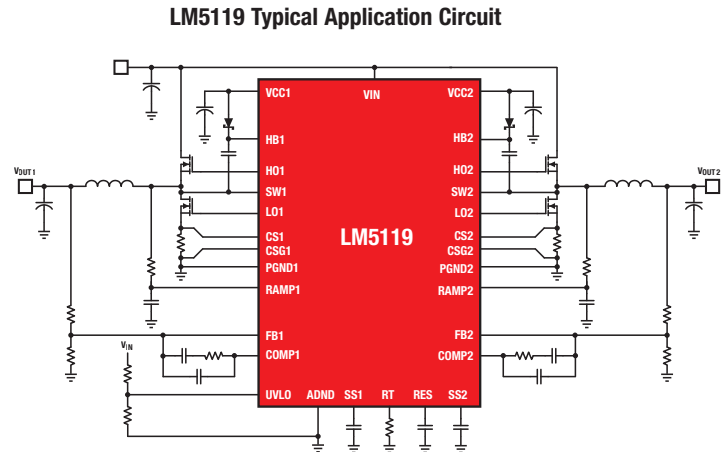 LM5119 Typical Application Circuit
VCC1
VIN
VCC2
HB1
HB2
HO1
HO2
VOUT1
SW1
SW2
VOUT2
LO1
LO2
LM5119
CS1
CS2
CSG1
CSG2
PGND1
PGND2
RAMP1
RAMP2
FB1
FB2
VIN
COMP1
COMP2
UVLO
ADND
SS1
RT
RES
SS2